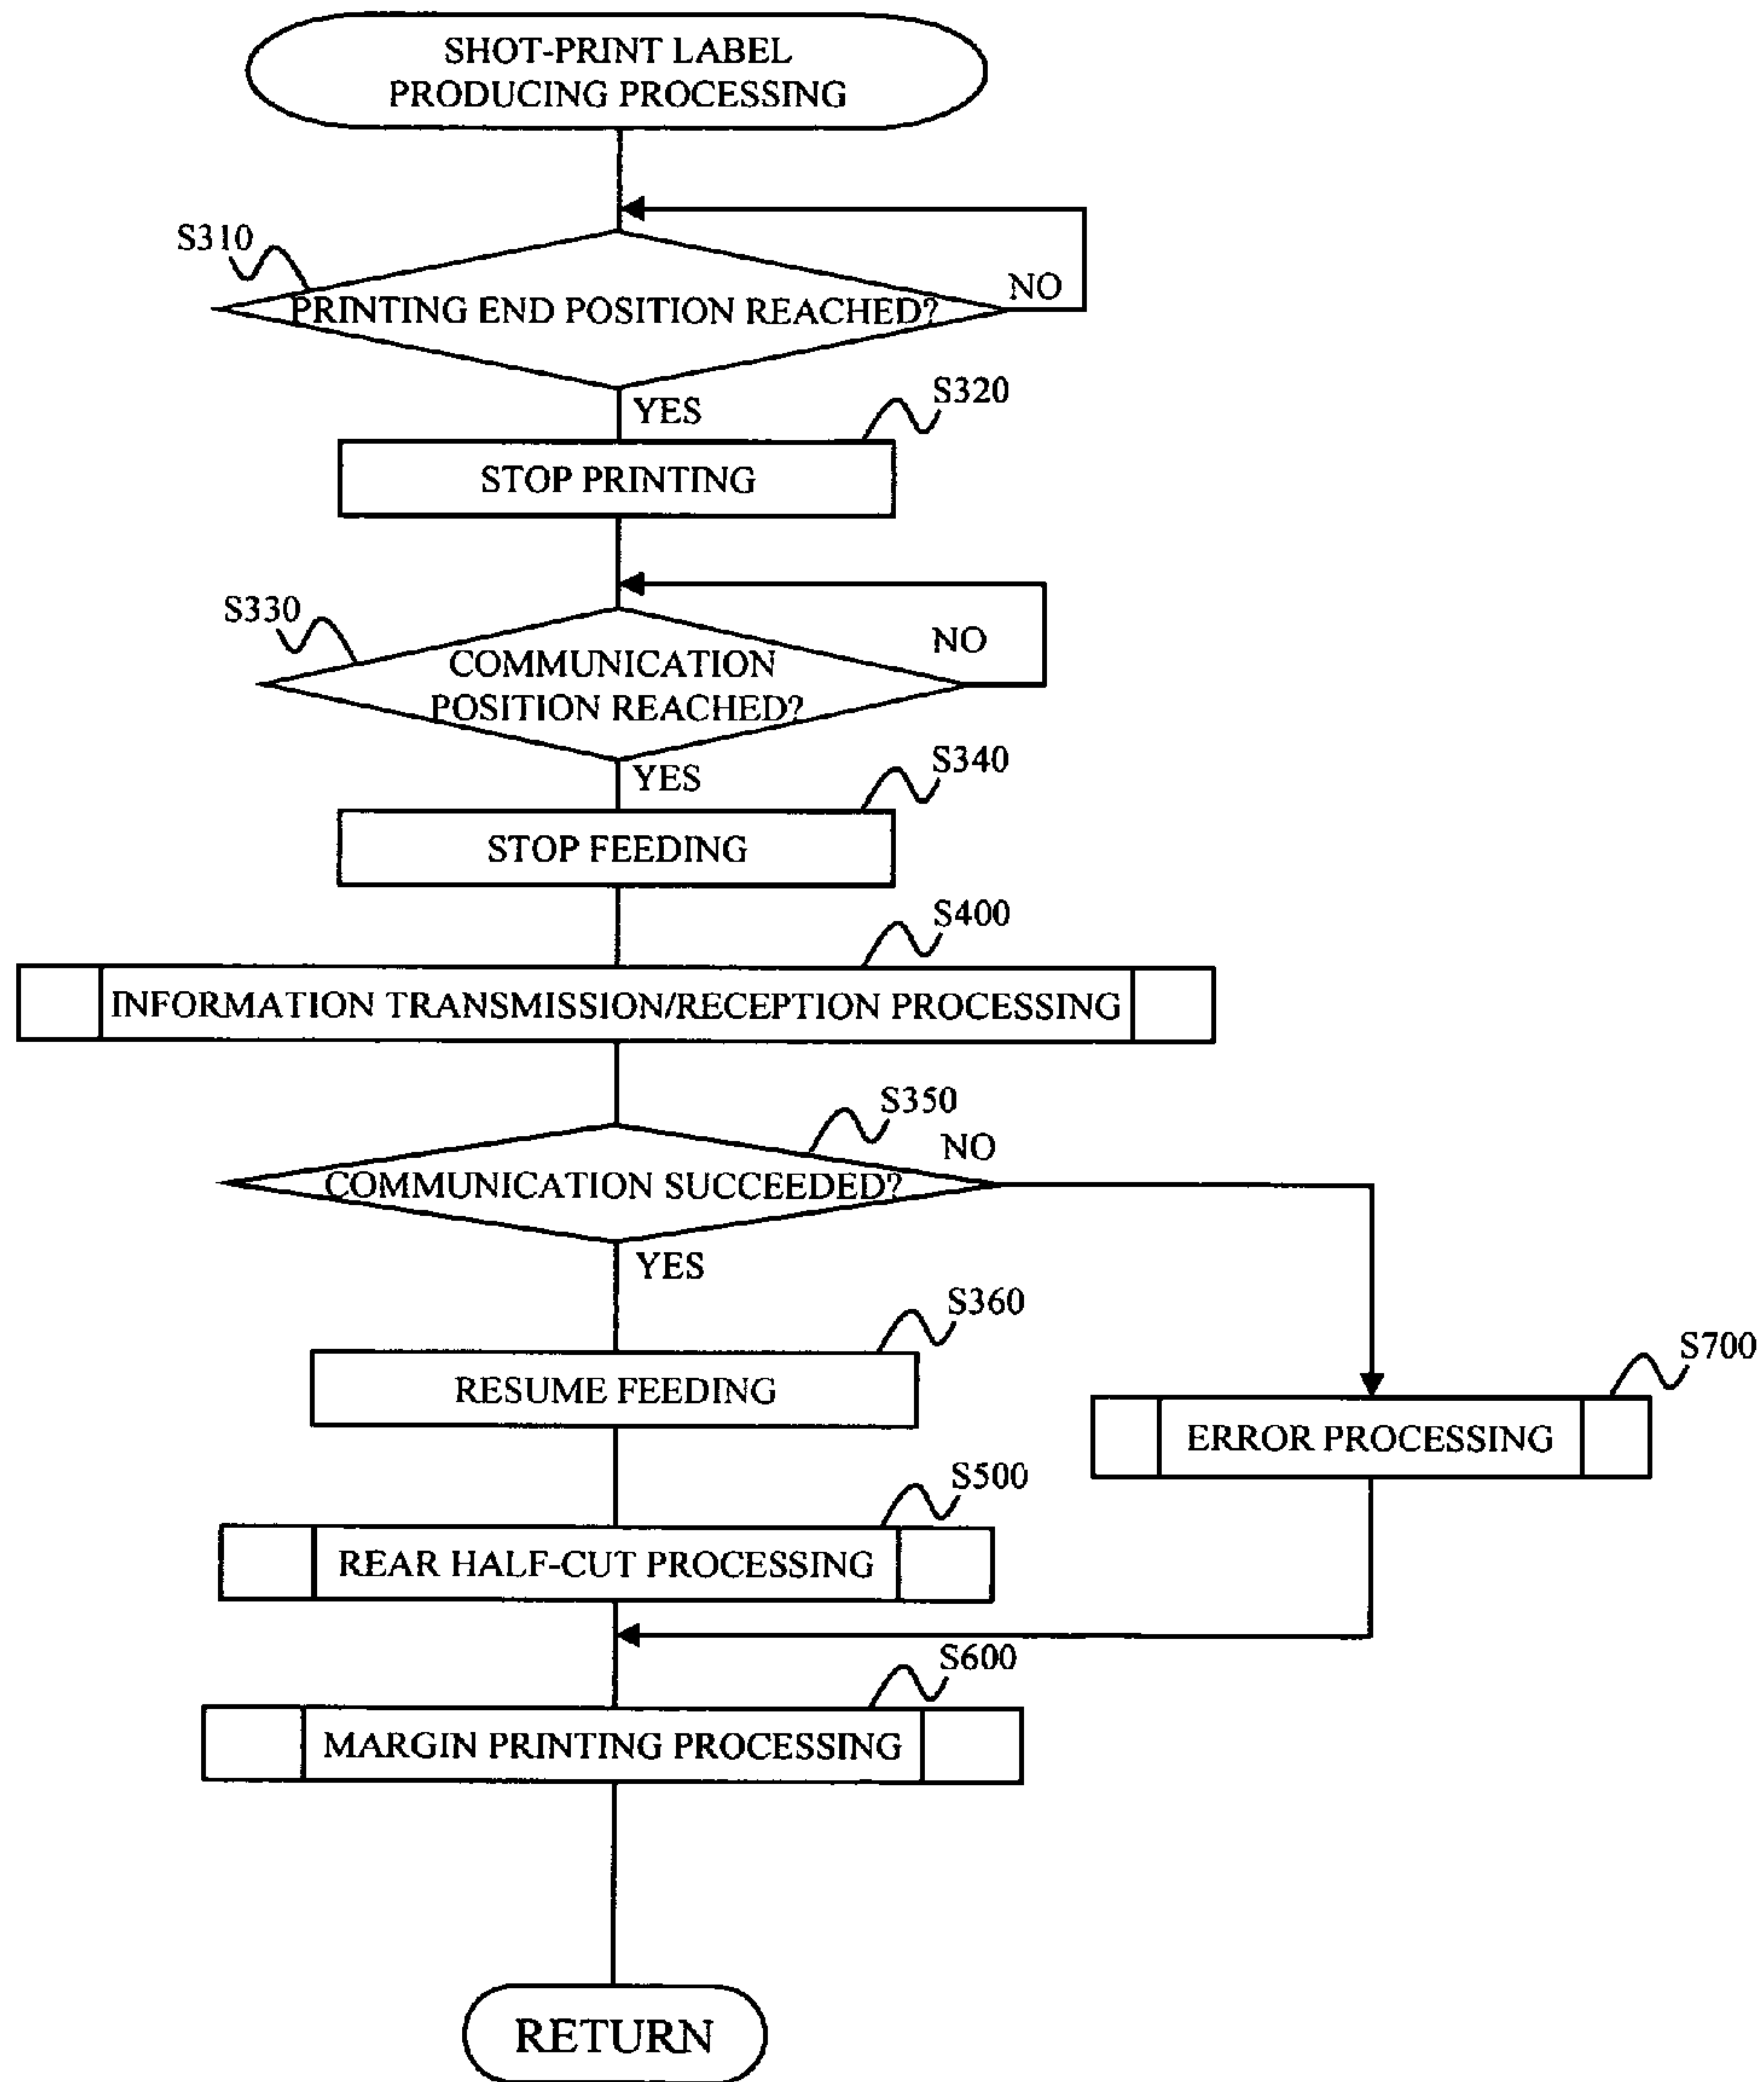 SHOT-PRINT LABEL
PRODUCING PROCESSING
S310
PRINTING END POSITION REACHED?
NO
YES
S320
STOP PRINTING
S330
COMMUNICATION
POSITION REACHED?
NO
YES
S340
STOP FEEDING
S400
INFORMATION TRANSMISSION/RECEPTION PROCESSING
S350
COMMUNICATION SUCCEEDED?
NO
YES
S360
RESUME FEEDING
S700
ERROR PROCESSING
S500
REAR HALF-CUT PROCESSING
S600
MARGIN PRINTING PROCESSING
RETURN